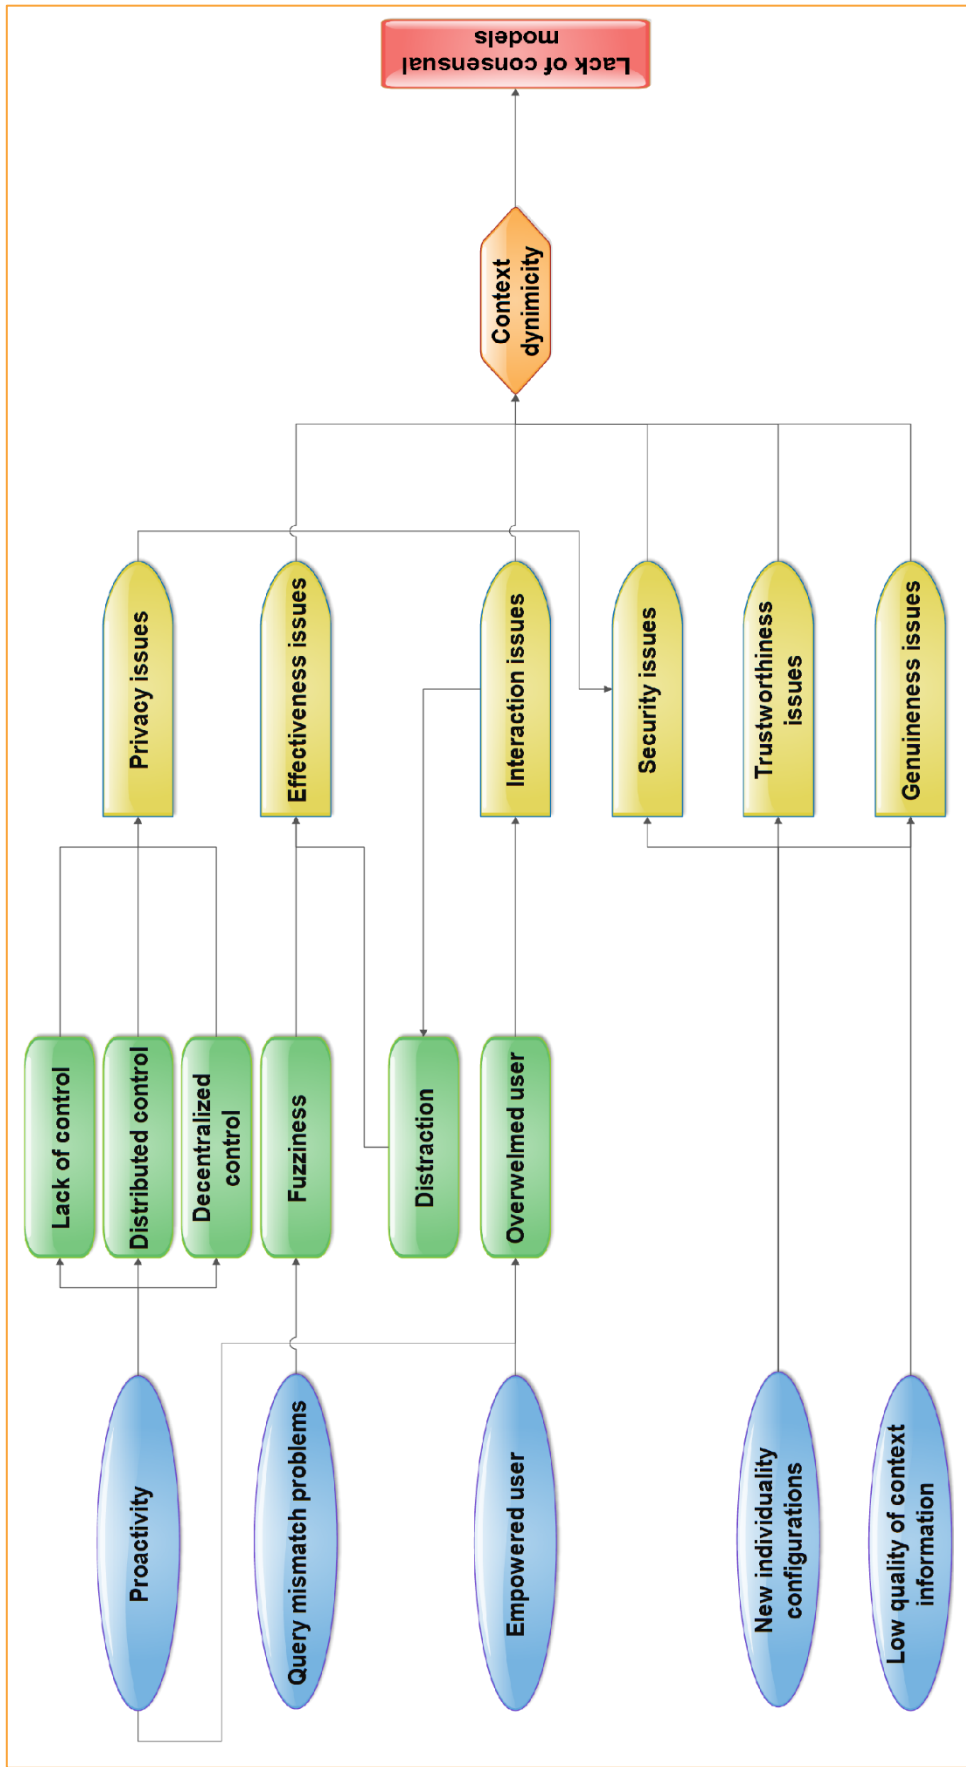 Proactivity
Query mismatch problems
Empowered user
New individuality
configurations
Low quality of context
information
Lack of control
Distributed control
Decentralized
control
Fuzziness
Distraction
Overwelmed user
Privacy issues
Effectiveness issues
Interaction issues
Security issues
Trustworthiness
issues
Genuineness issues
Context
dynimicity
Lack of consensual
models